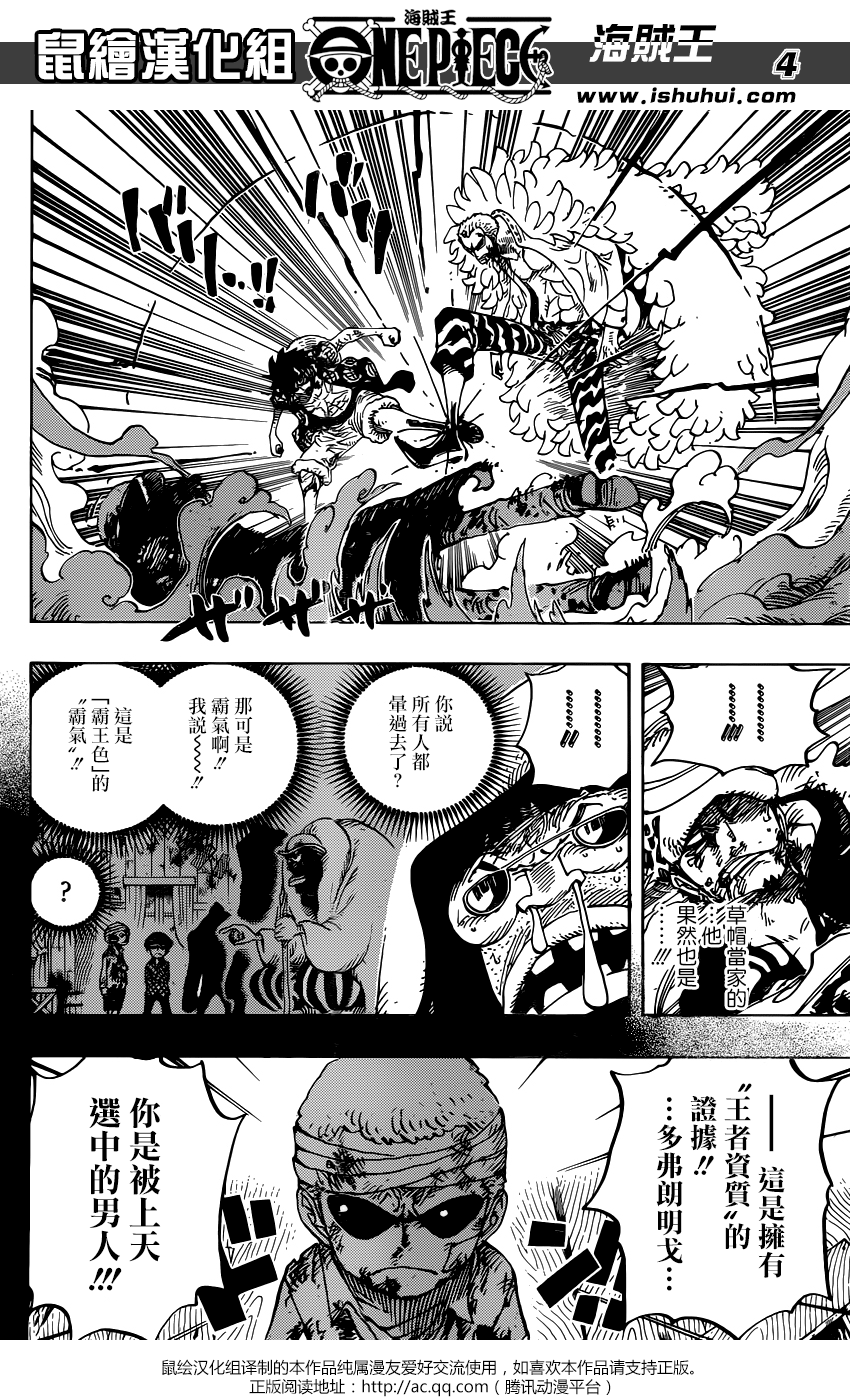 鼠繪漢化組
海賊王
ONE PIECE
海賊王
4
www.ishuhui.com
ドドド…!!
ザザザ
………
………!!
草帽當家的
…他
果然也是
……!!
………
………!!
你說
所有人都
暈過去了?
那可是
霸氣啊!!
我説~~~!!
這是
「霸王色」的
〝霸氣〞!!
?
——這是擁有
〝王者資質〞的
證據!!
…多弗朗明戈…
你是被上天
選中的男人!!!
鼠绘汉化组译制的本作品纯属漫友爱好交流使用，如喜欢本作品请支持正版。
正版阅读地址：http://ac.qq.com（腾讯动漫平台）